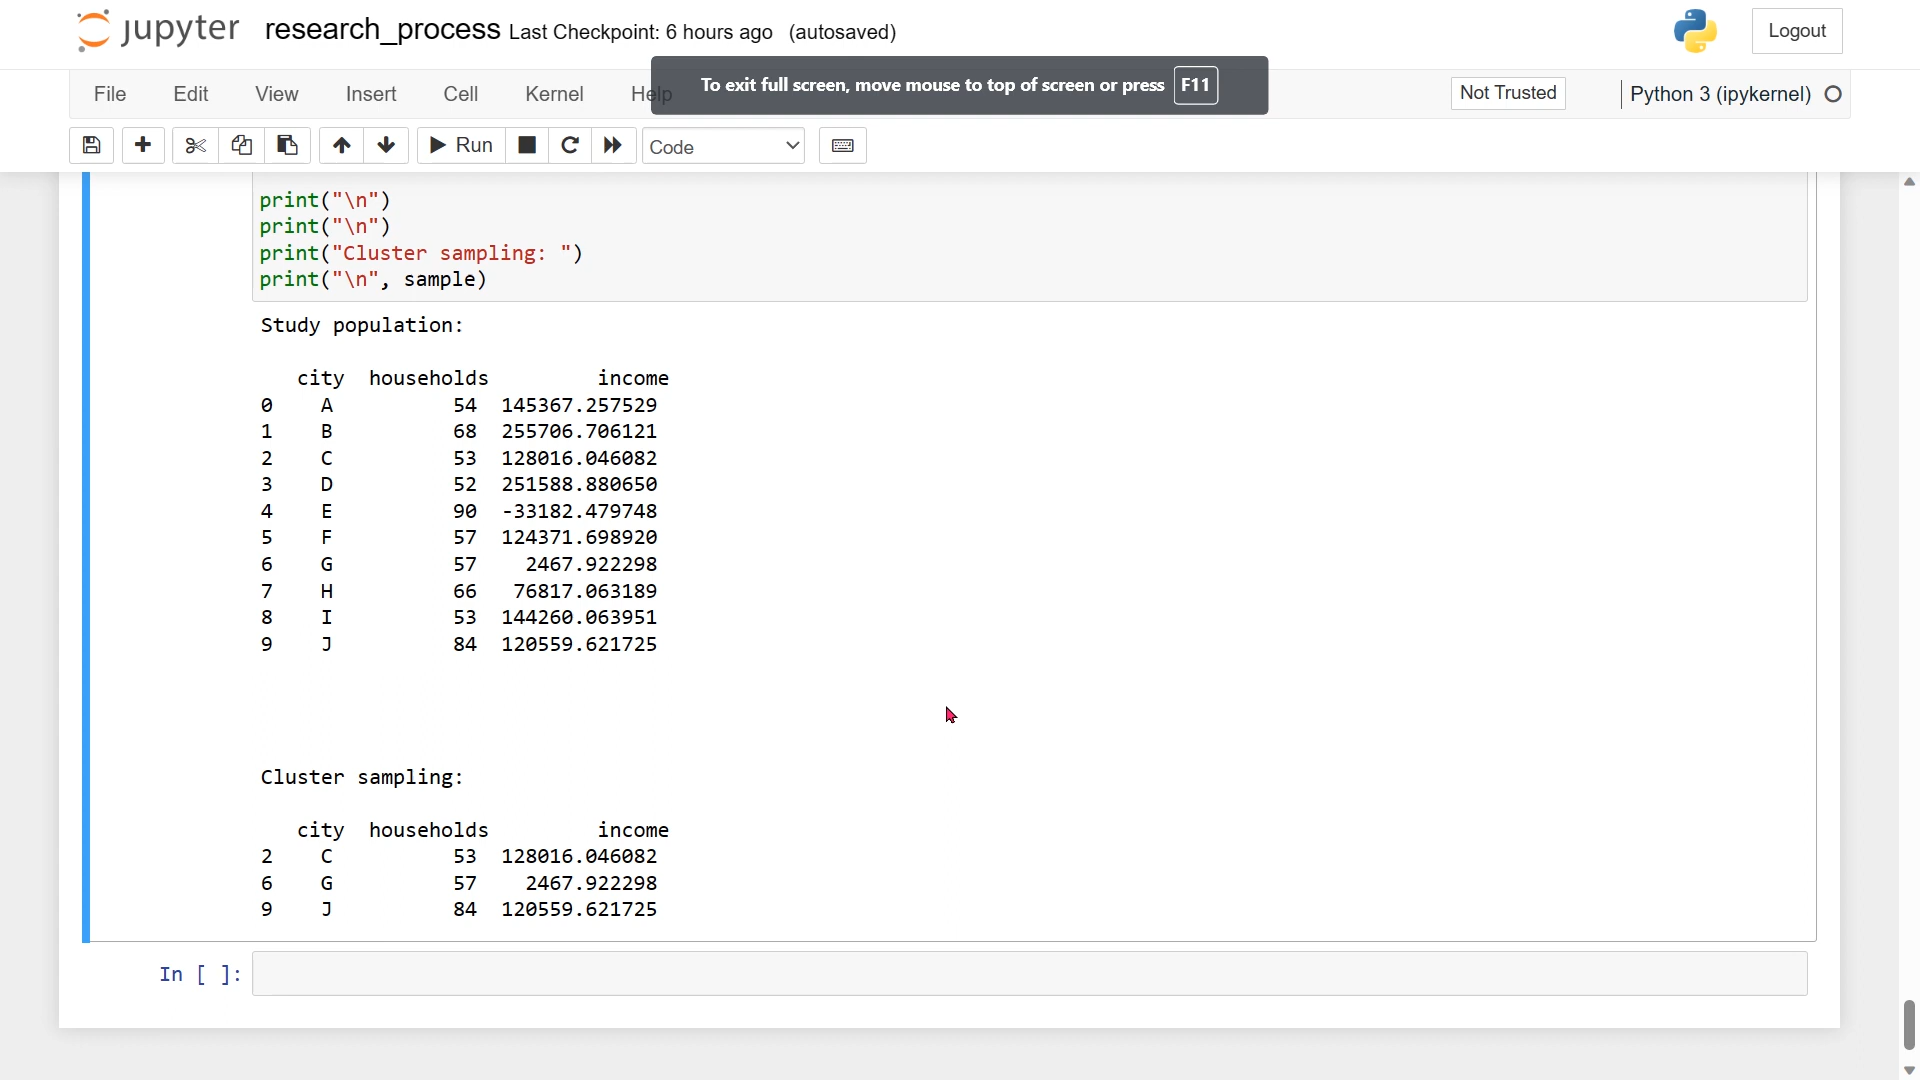 jupyter research_process Last Checkpoint: 6 hours ago (autosaved) Logout
To exit full screen, move mouse to top of screen or press F11
File Edit View Insert Cell Kernel Help Not Trusted Python 3 (ipykernel)
Run Code
print("\n")
print("\n")
print("Cluster sampling: ")
print("\n", sample)
Study population:
city households income
0 A 54 145367.257529
1 B 68 255706.706121
2 C 53 128016.046082
3 D 52 251588.880650
4 E 90 -33182.479748
5 F 57 124371.698920
6 G 57 2467.922298
7 H 66 76817.063189
8 I 53 144260.063951
9 J 84 120559.621725
Cluster sampling:
city households income
2 C 53 128016.046082
6 G 57 2467.922298
9 J 84 120559.621725
In [ ]: